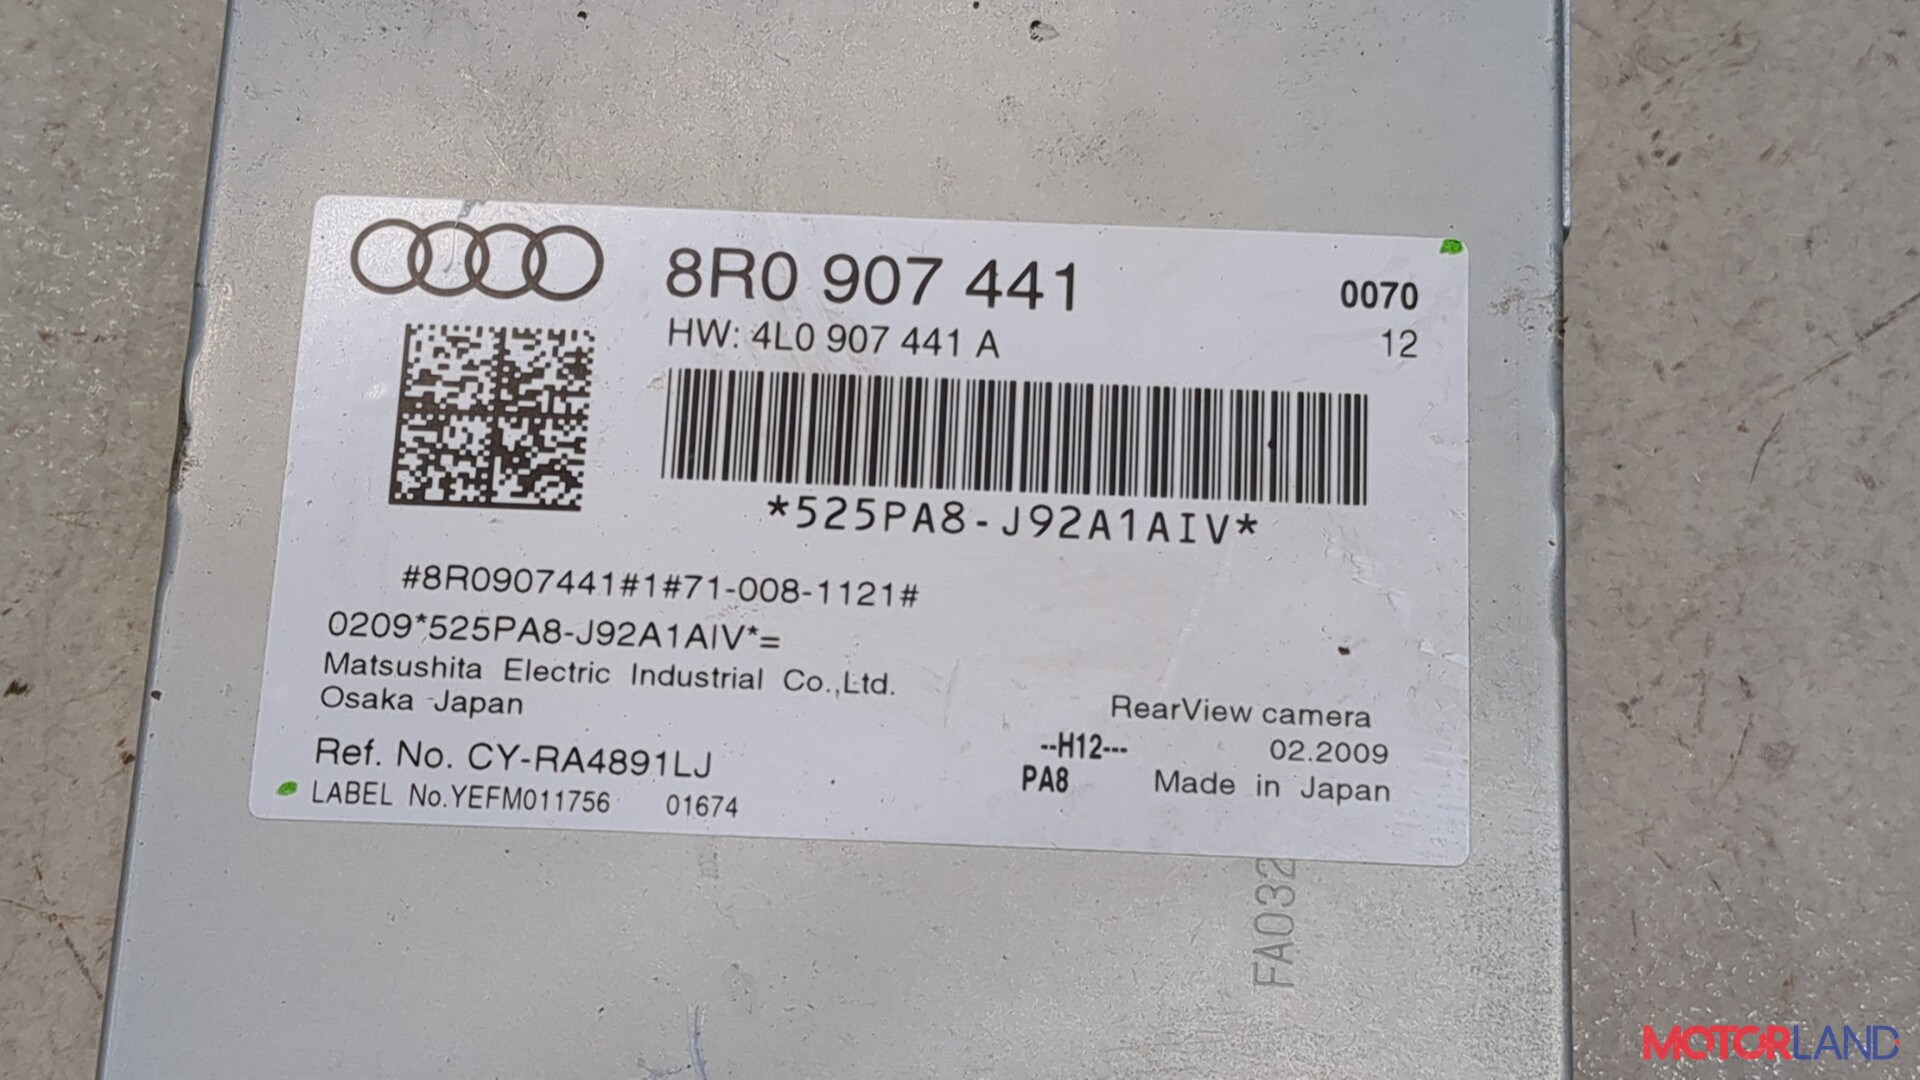 8R0 907 441
0070
HW: 4L0 907 441 A
12
*525PA8-J92A1AIV*
#8R0907441#1#71-008-1121#
0209*525PA8-J92A1AIV*=
Matsushita Electric Industrial Co.,Ltd.
Osaka Japan
RearView camera
--H12---
02.2009
Ref. No. CY-RA4891LJ
PA8
Made in Japan
LABEL No.YEFM011756
01674
FA032
MOTORLAND